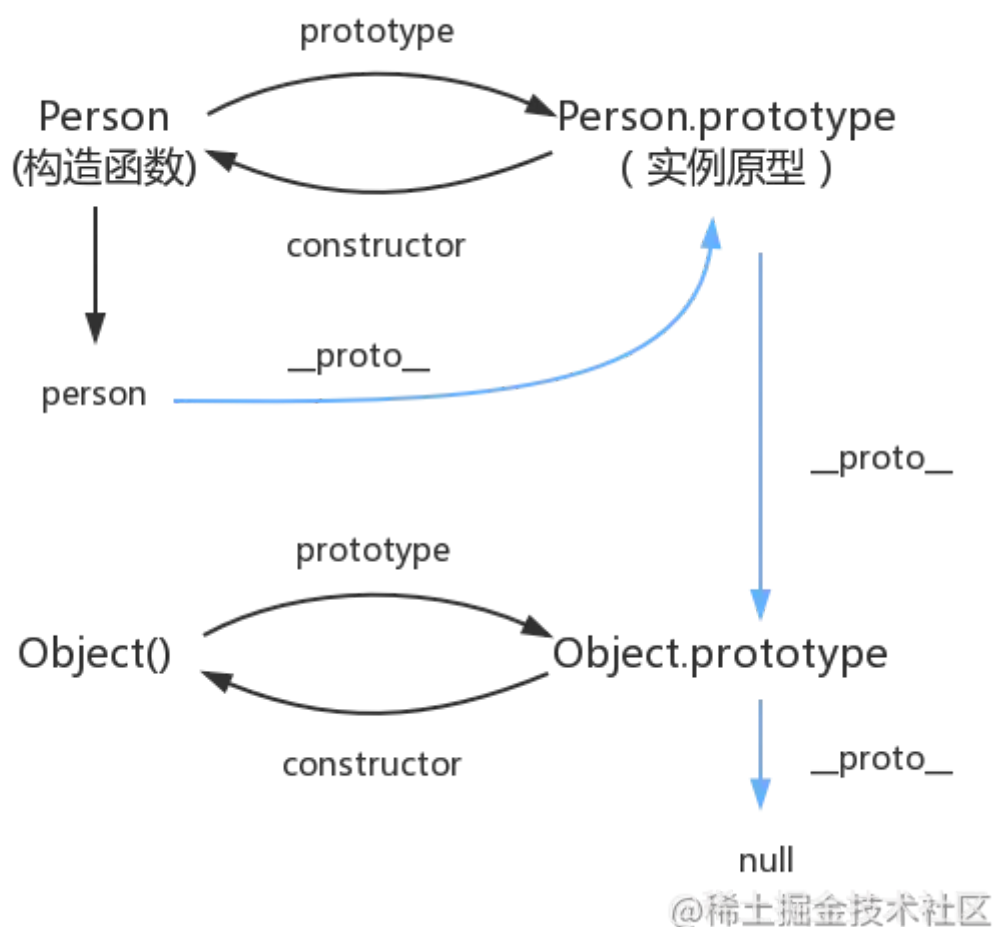 prototype
Person
Person.prototype
(构造函数)
( 实例原型 )
constructor
__proto__
person
__proto__
prototype
Object()
Object.prototype
constructor
__proto__
null
@稀土掘金技术社区